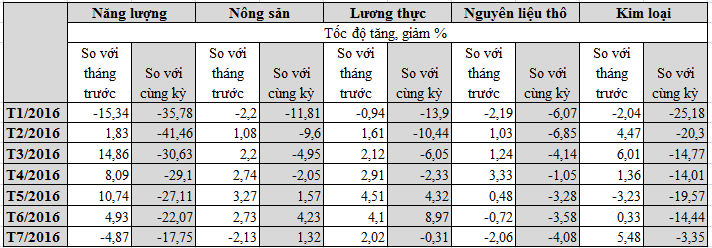 Năng lượng Nông sản Lương thực Nguyên liệu thô Kim loại
Tốc độ tăng, giảm %
So với tháng trước So với cùng kỳ So với tháng trước So với cùng kỳ So với tháng trước So với cùng kỳ So với tháng trước So với cùng kỳ So với tháng trước So với cùng kỳ
T1/2016 -15,34 -35,78 -2,2 -11,81 -0,94 -13,9 -2,19 -6,07 -2,04 -25,18
T2/2016 1,83 -41,46 1,08 -9,6 1,61 -10,44 1,03 -6,85 4,47 -20,3
T3/2016 14,86 -30,63 2,2 -4,95 2,12 -6,05 1,24 -4,14 6,01 -14,77
T4/2016 8,09 -29,1 2,74 -2,05 2,91 -2,33 3,33 -1,05 1,36 -14,01
T5/2016 10,74 -27,11 3,27 1,57 4,51 4,32 0,48 -3,28 -3,23 -19,57
T6/2016 4,93 -22,07 2,73 4,23 4,1 8,97 -0,72 -3,58 0,33 -14,44
T7/2016 -4,87 -17,75 -2,13 1,32 2,02 -0,31 -2,06 -4,08 5,48 -3,35